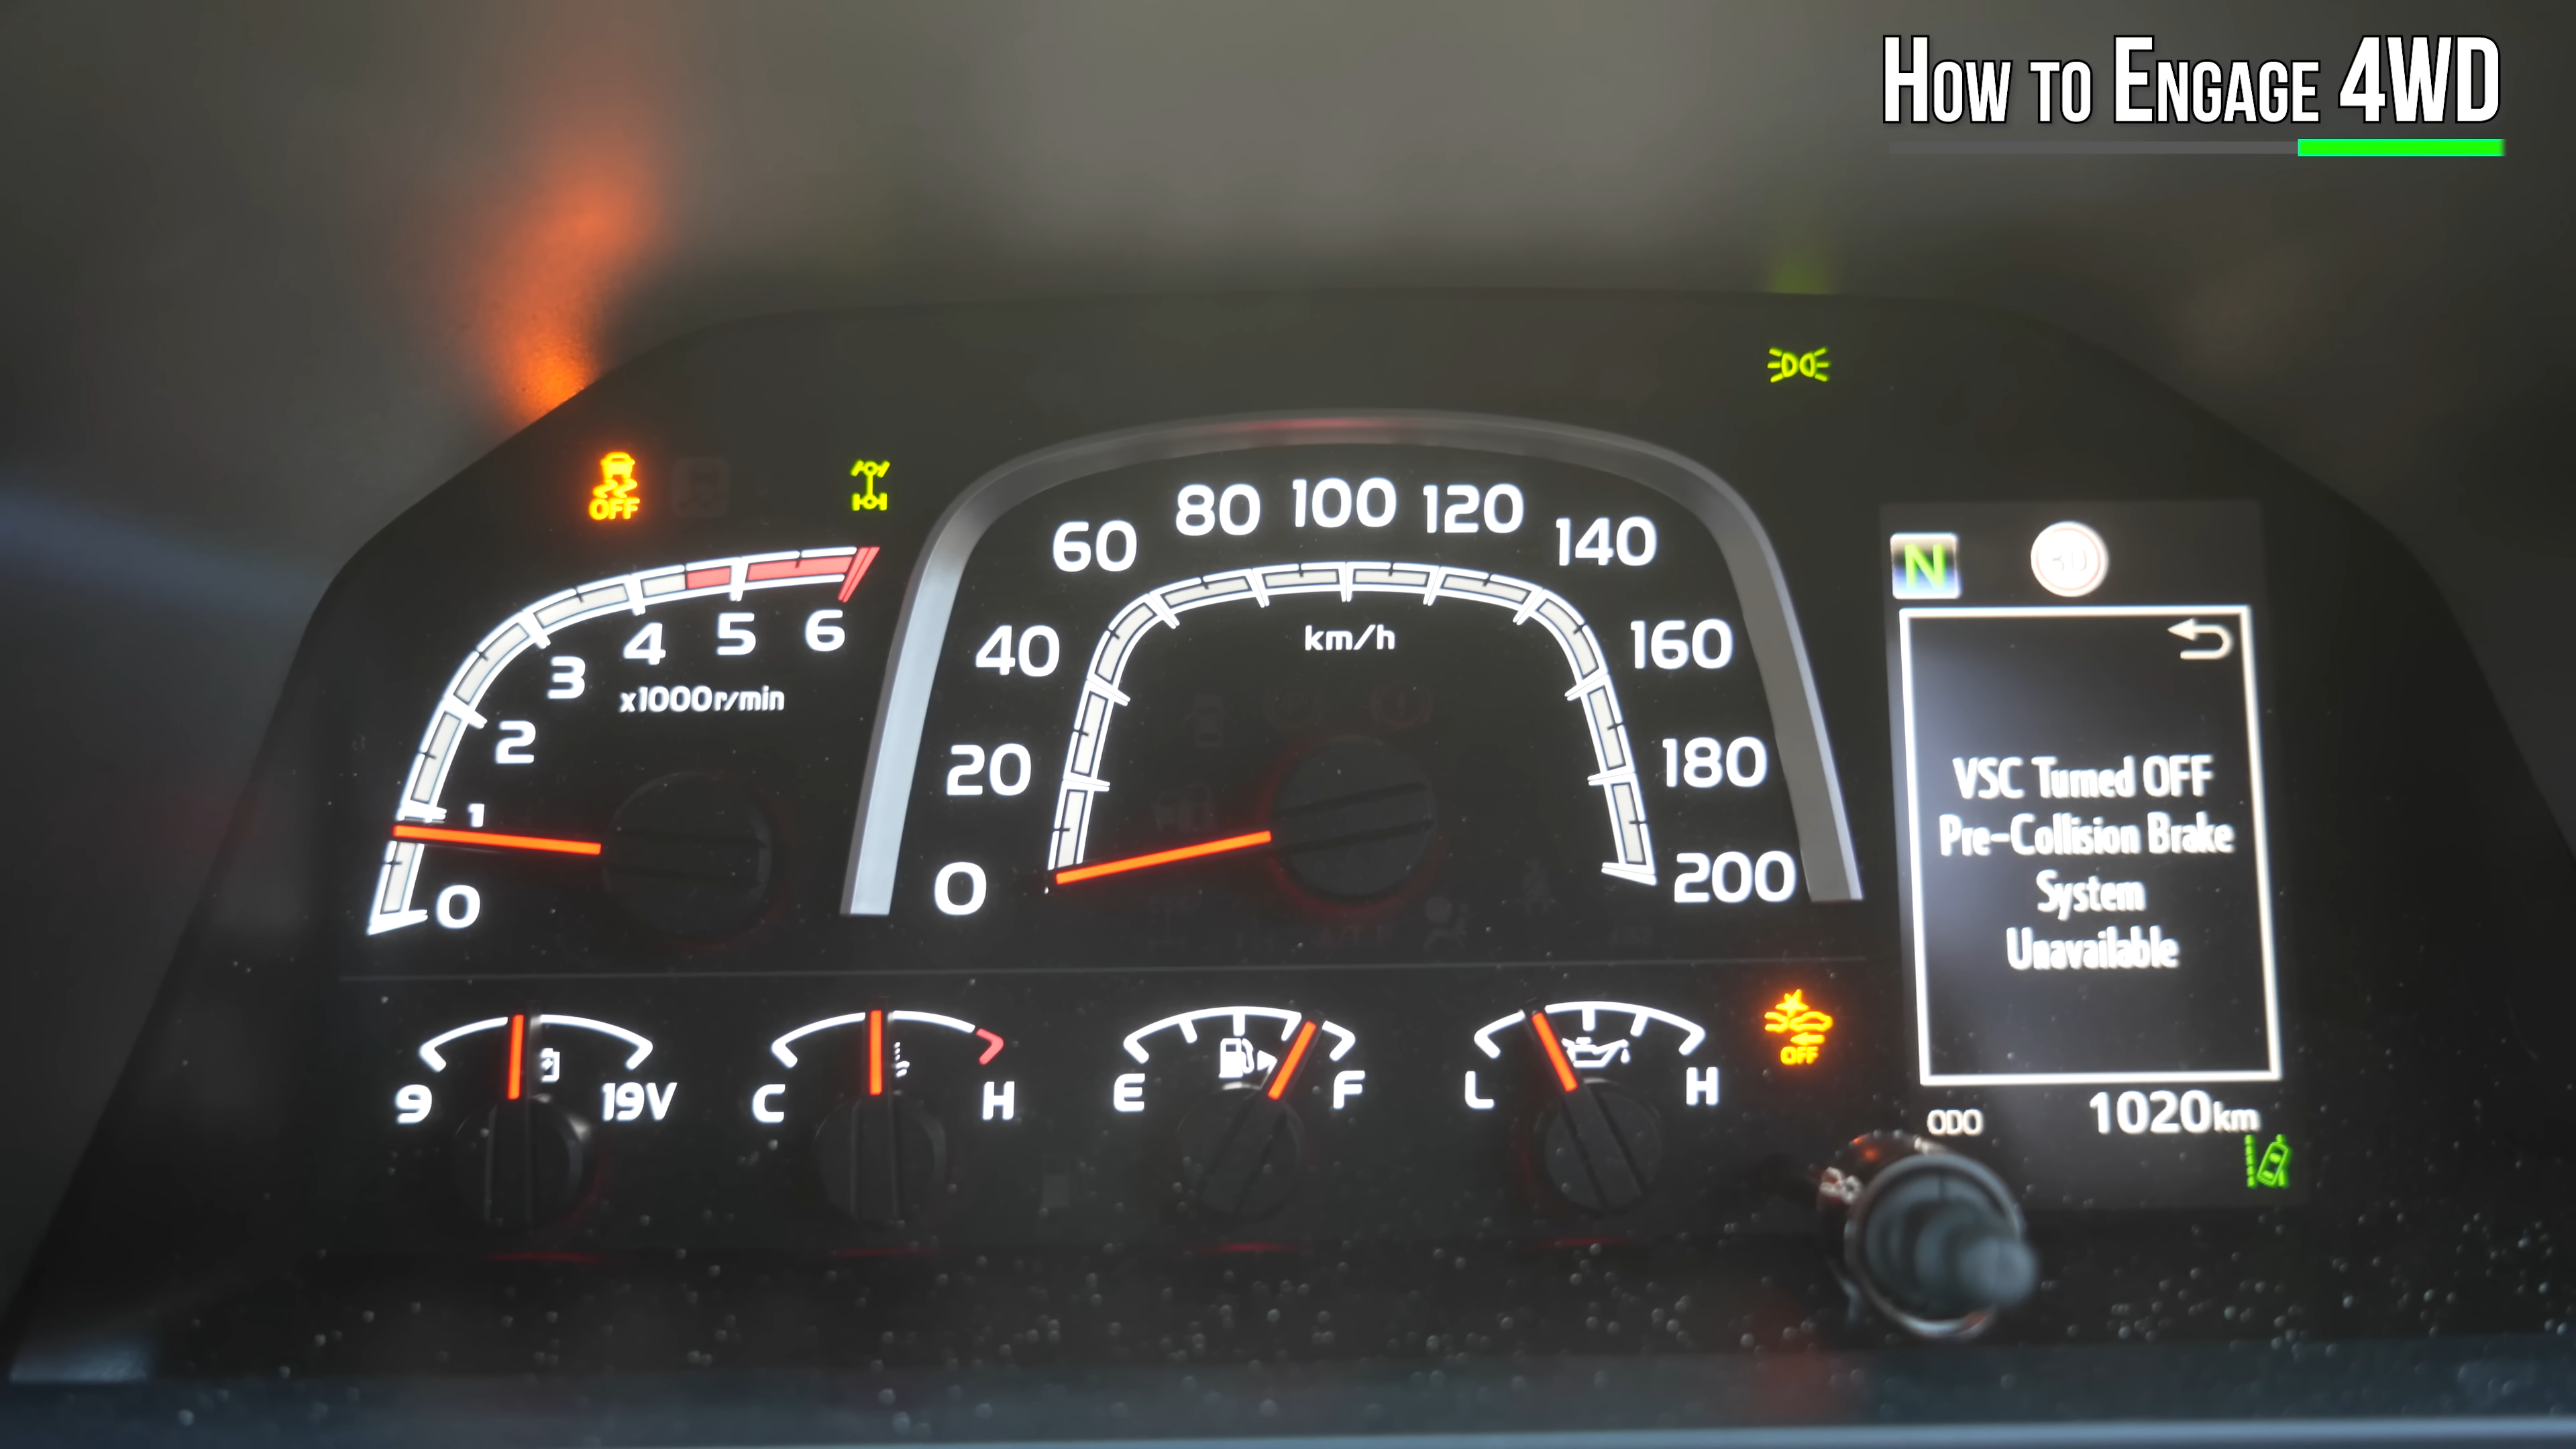 How to Engage 4WD
OFF
60 80 100 120 140
40 km/h 160
20 180
0 200
0 1 2 3 4 5 6
x1000r/min
N
VSC Turned OFF
Pre-Collision Brake
System
Unavailable
ODO 1020km
9 19V
C H
E F
L H
OFF